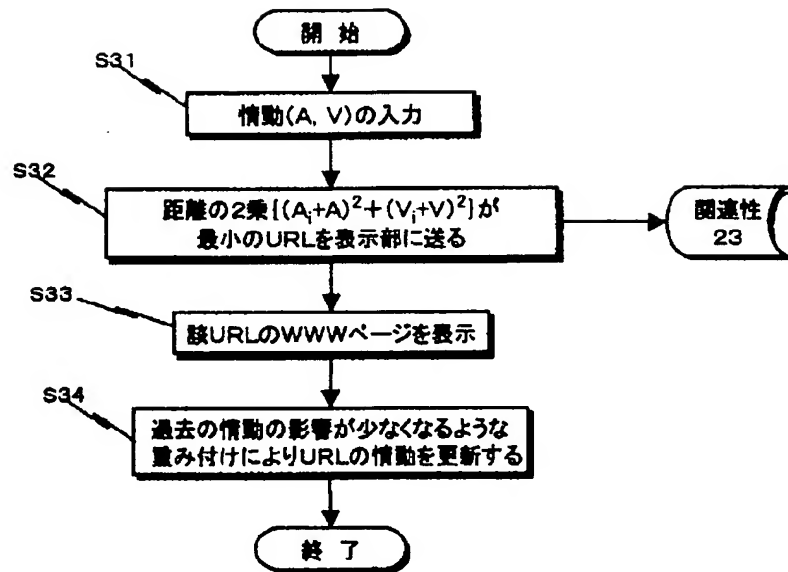 開 始
S31
情動(A, V)の入力
S32
距離の2乗{(Aᵢ+A)²+(Vᵢ+V)²}が
最小のURLを表示部に送る
関連性
23
S33
該URLのWWWページを表示
S34
過去の情動の影響が少なくなるような
重み付けによりURLの情動を更新する
終 了